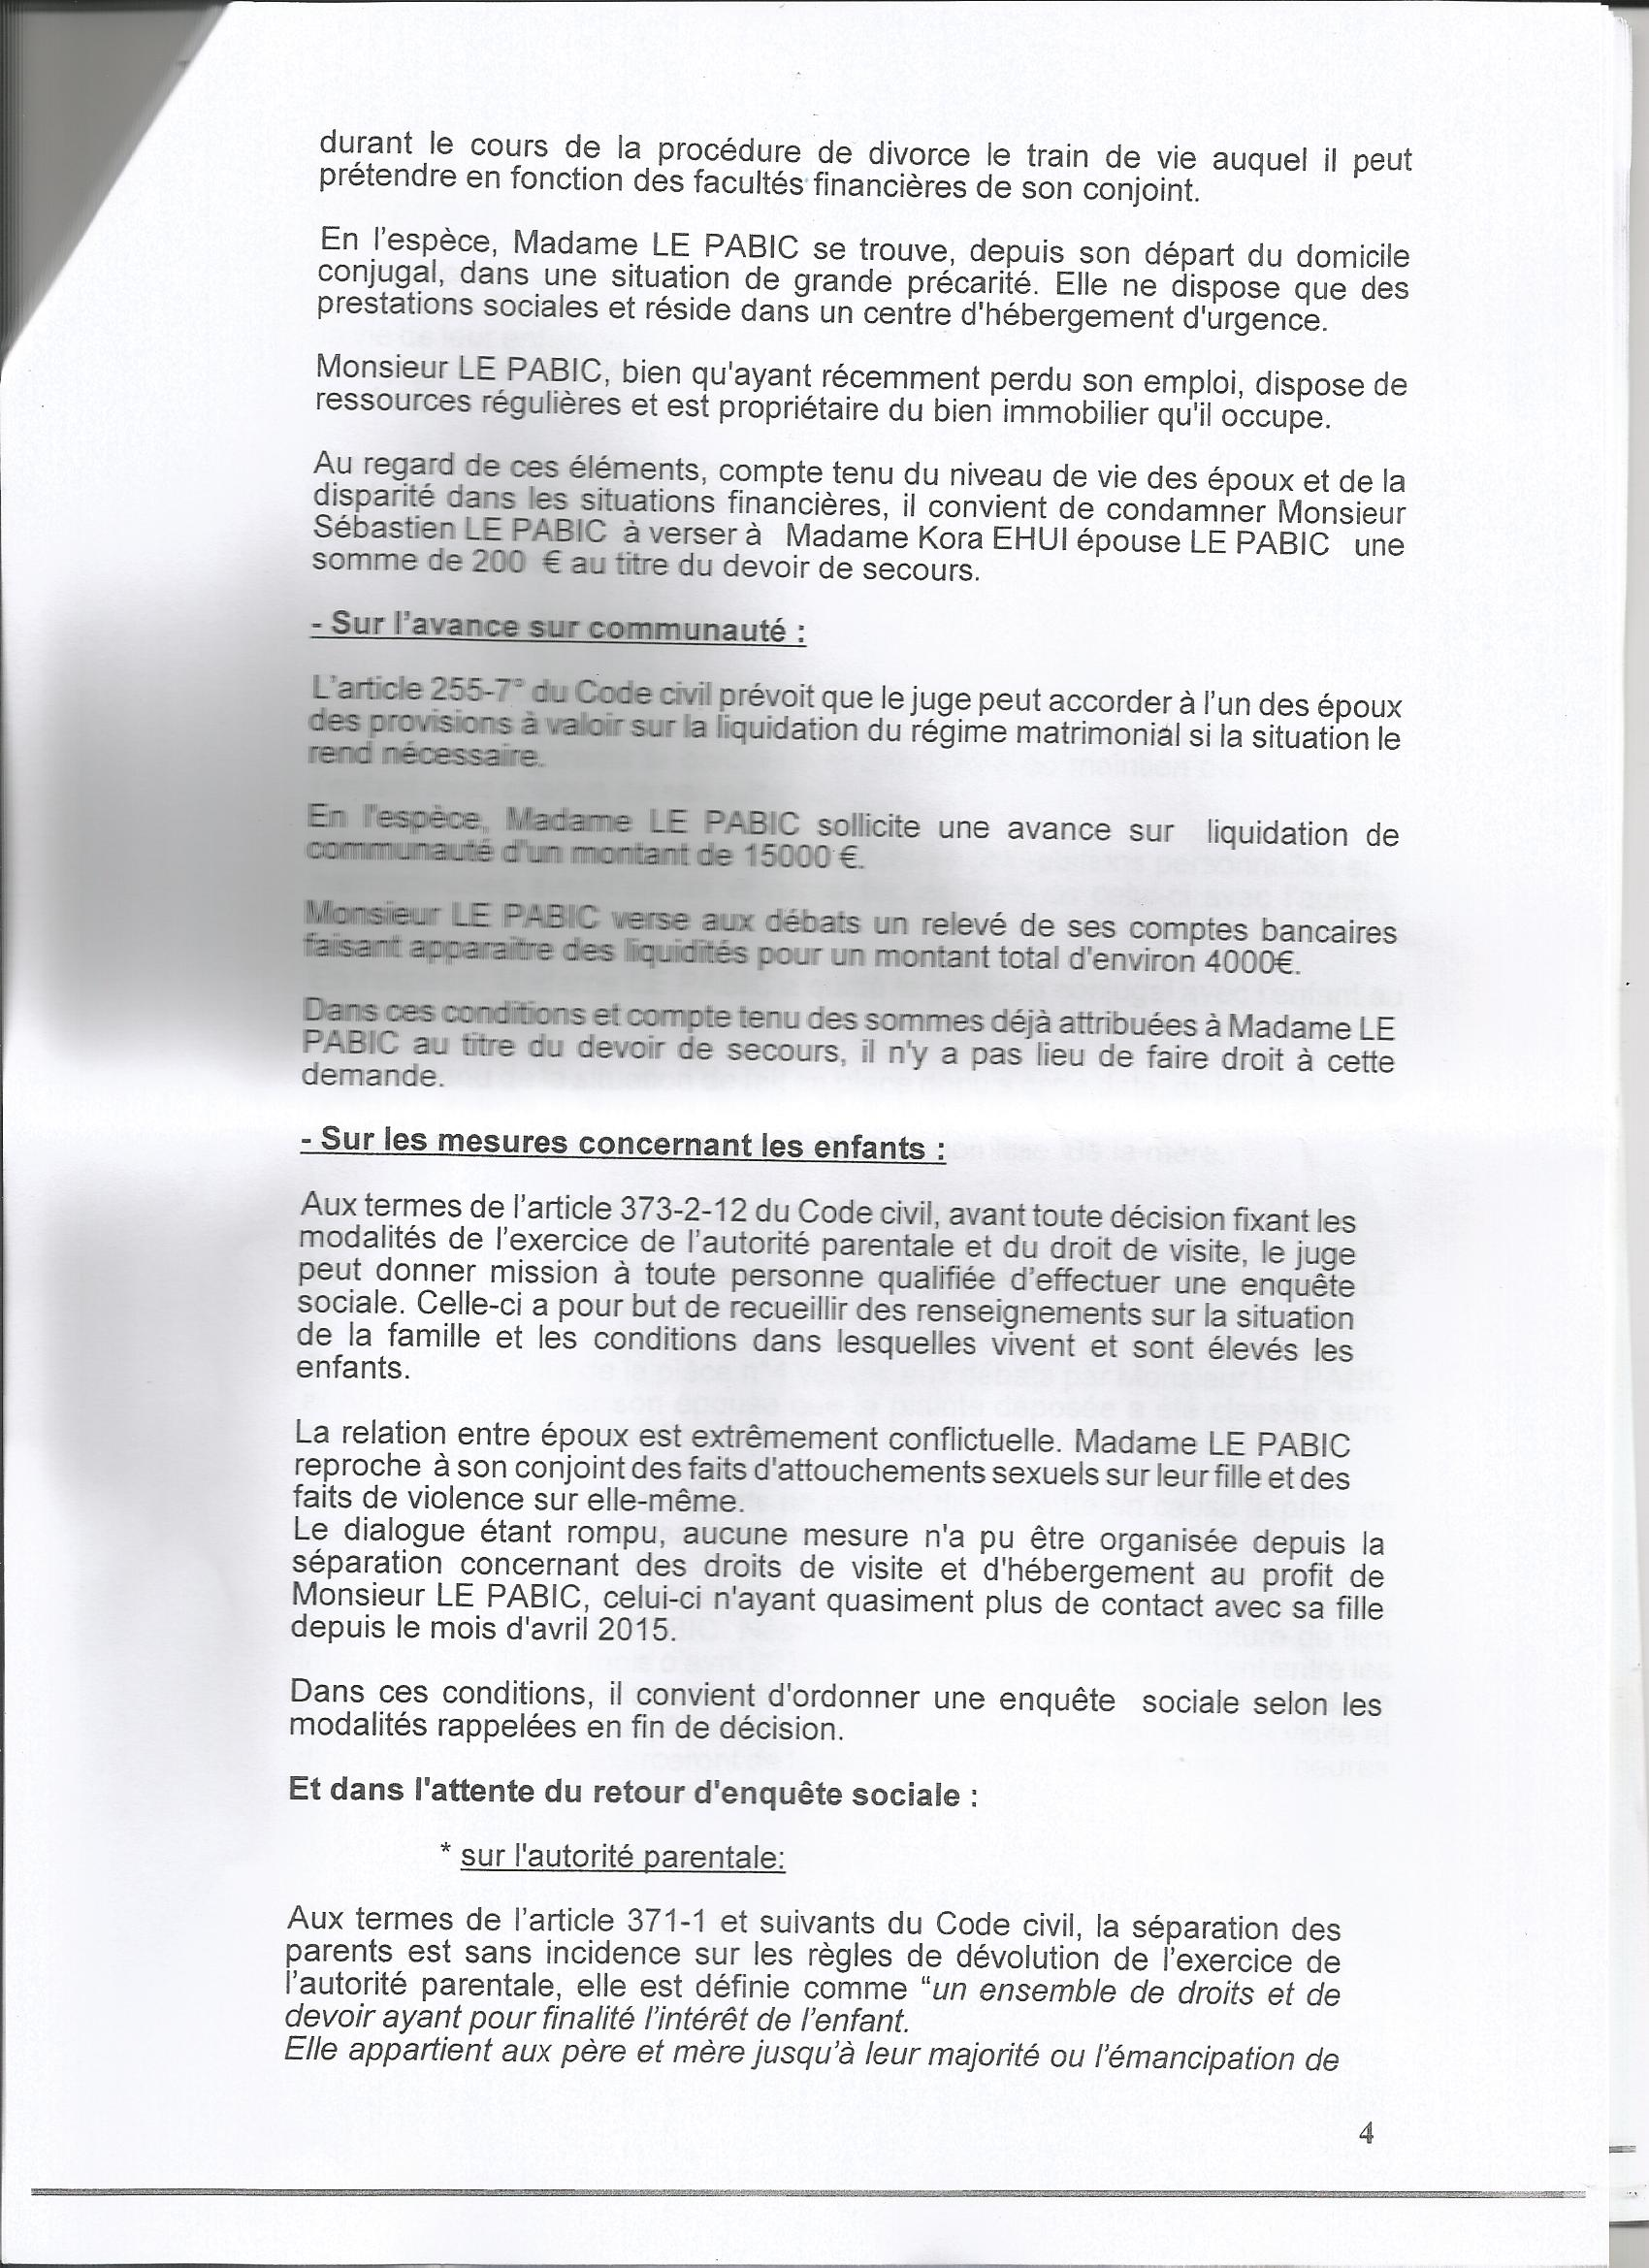 durant le cours de la procédure de divorce le train de vie auquel il peut
prétendre en fonction des facultés financières de son conjoint.
En l'espèce, Madame LE PABIC se trouve, depuis son départ du domicile
conjugal, dans une situation de grande précarité. Elle ne dispose que des
prestations sociales et réside dans un centre d'hébergement d'urgence.
Monsieur LE PABIC, bien qu'ayant récemment perdu son emploi, dispose de
ressources régulières et est propriétaire du bien immobilier qu'il occupe.
Au regard de ces éléments, compte tenu du niveau de vie des époux et de la
disparité dans les situations financières, il convient de condamner Monsieur
Sébastien LE PABIC à verser à Madame Kora EHUI épouse LE PABIC une
somme de 200 € au titre du devoir de secours.
- Sur l'avance sur communauté :
L'article 255-7° du Code civil prévoit que le juge peut accorder à l'un des époux
des provisions à valoir sur la liquidation du régime matrimonial si la situation le
rend nécessaire.
En l'espèce, Madame LE PABIC sollicite une avance sur liquidation de
communauté d'un montant de 15000 €.
Monsieur LE PABIC verse aux débats un relevé de ses comptes bancaires
faisant apparaitre des liquidités pour un montant total d'environ 4000€.
Dans ces conditions et compte tenu des sommes déjà attribuées à Madame LE
PABIC au titre du devoir de secours, il n'y a pas lieu de faire droit à cette
demande.
- Sur les mesures concernant les enfants :
Aux termes de l'article 373-2-12 du Code civil, avant toute décision fixant les
modalités de l'exercice de l'autorité parentale et du droit de visite, le juge
peut donner mission à toute personne qualifiée d'effectuer une enquête
sociale. Celle-ci a pour but de recueillir des renseignements sur la situation
de la famille et les conditions dans lesquelles vivent et sont élevés les
enfants.
La relation entre époux est extrêmement conflictuelle. Madame LE PABIC
reproche à son conjoint des faits d'attouchements sexuels sur leur fille et des
faits de violence sur elle-même.
Le dialogue étant rompu, aucune mesure n'a pu être organisée depuis la
séparation concernant des droits de visite et d'hébergement au profit de
Monsieur LE PABIC, celui-ci n'ayant quasiment plus de contact avec sa fille
depuis le mois d'avril 2015.
Dans ces conditions, il convient d'ordonner une enquête sociale selon les
modalités rappelées en fin de décision.
Et dans l'attente du retour d'enquête sociale :
* sur l'autorité parentale:
Aux termes de l'article 371-1 et suivants du Code civil, la séparation des
parents est sans incidence sur les règles de dévolution de l'exercice de
l'autorité parentale, elle est définie comme “un ensemble de droits et de
devoir ayant pour finalité l'intérêt de l'enfant.
Elle appartient aux père et mère jusqu'à leur majorité ou l'émancipation de
4